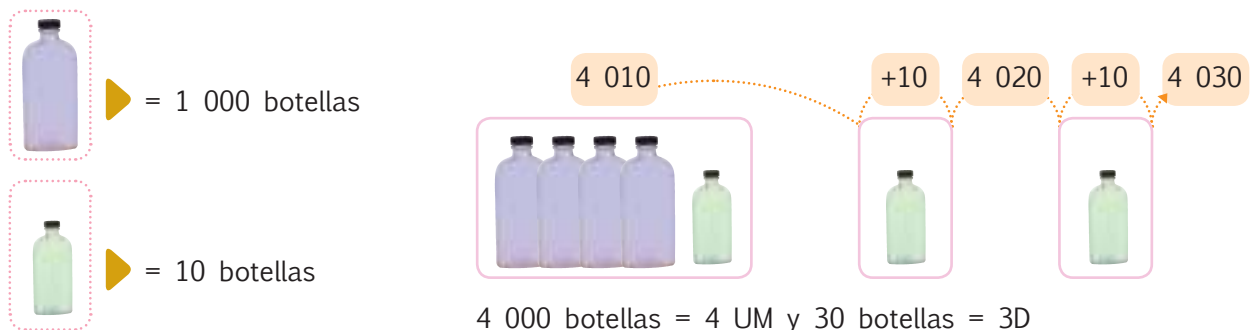 = 1 000 botellas
= 10 botellas
4 010 +10 4 020 +10 4 030
4 000 botellas = 4 UM y 30 botellas = 3D